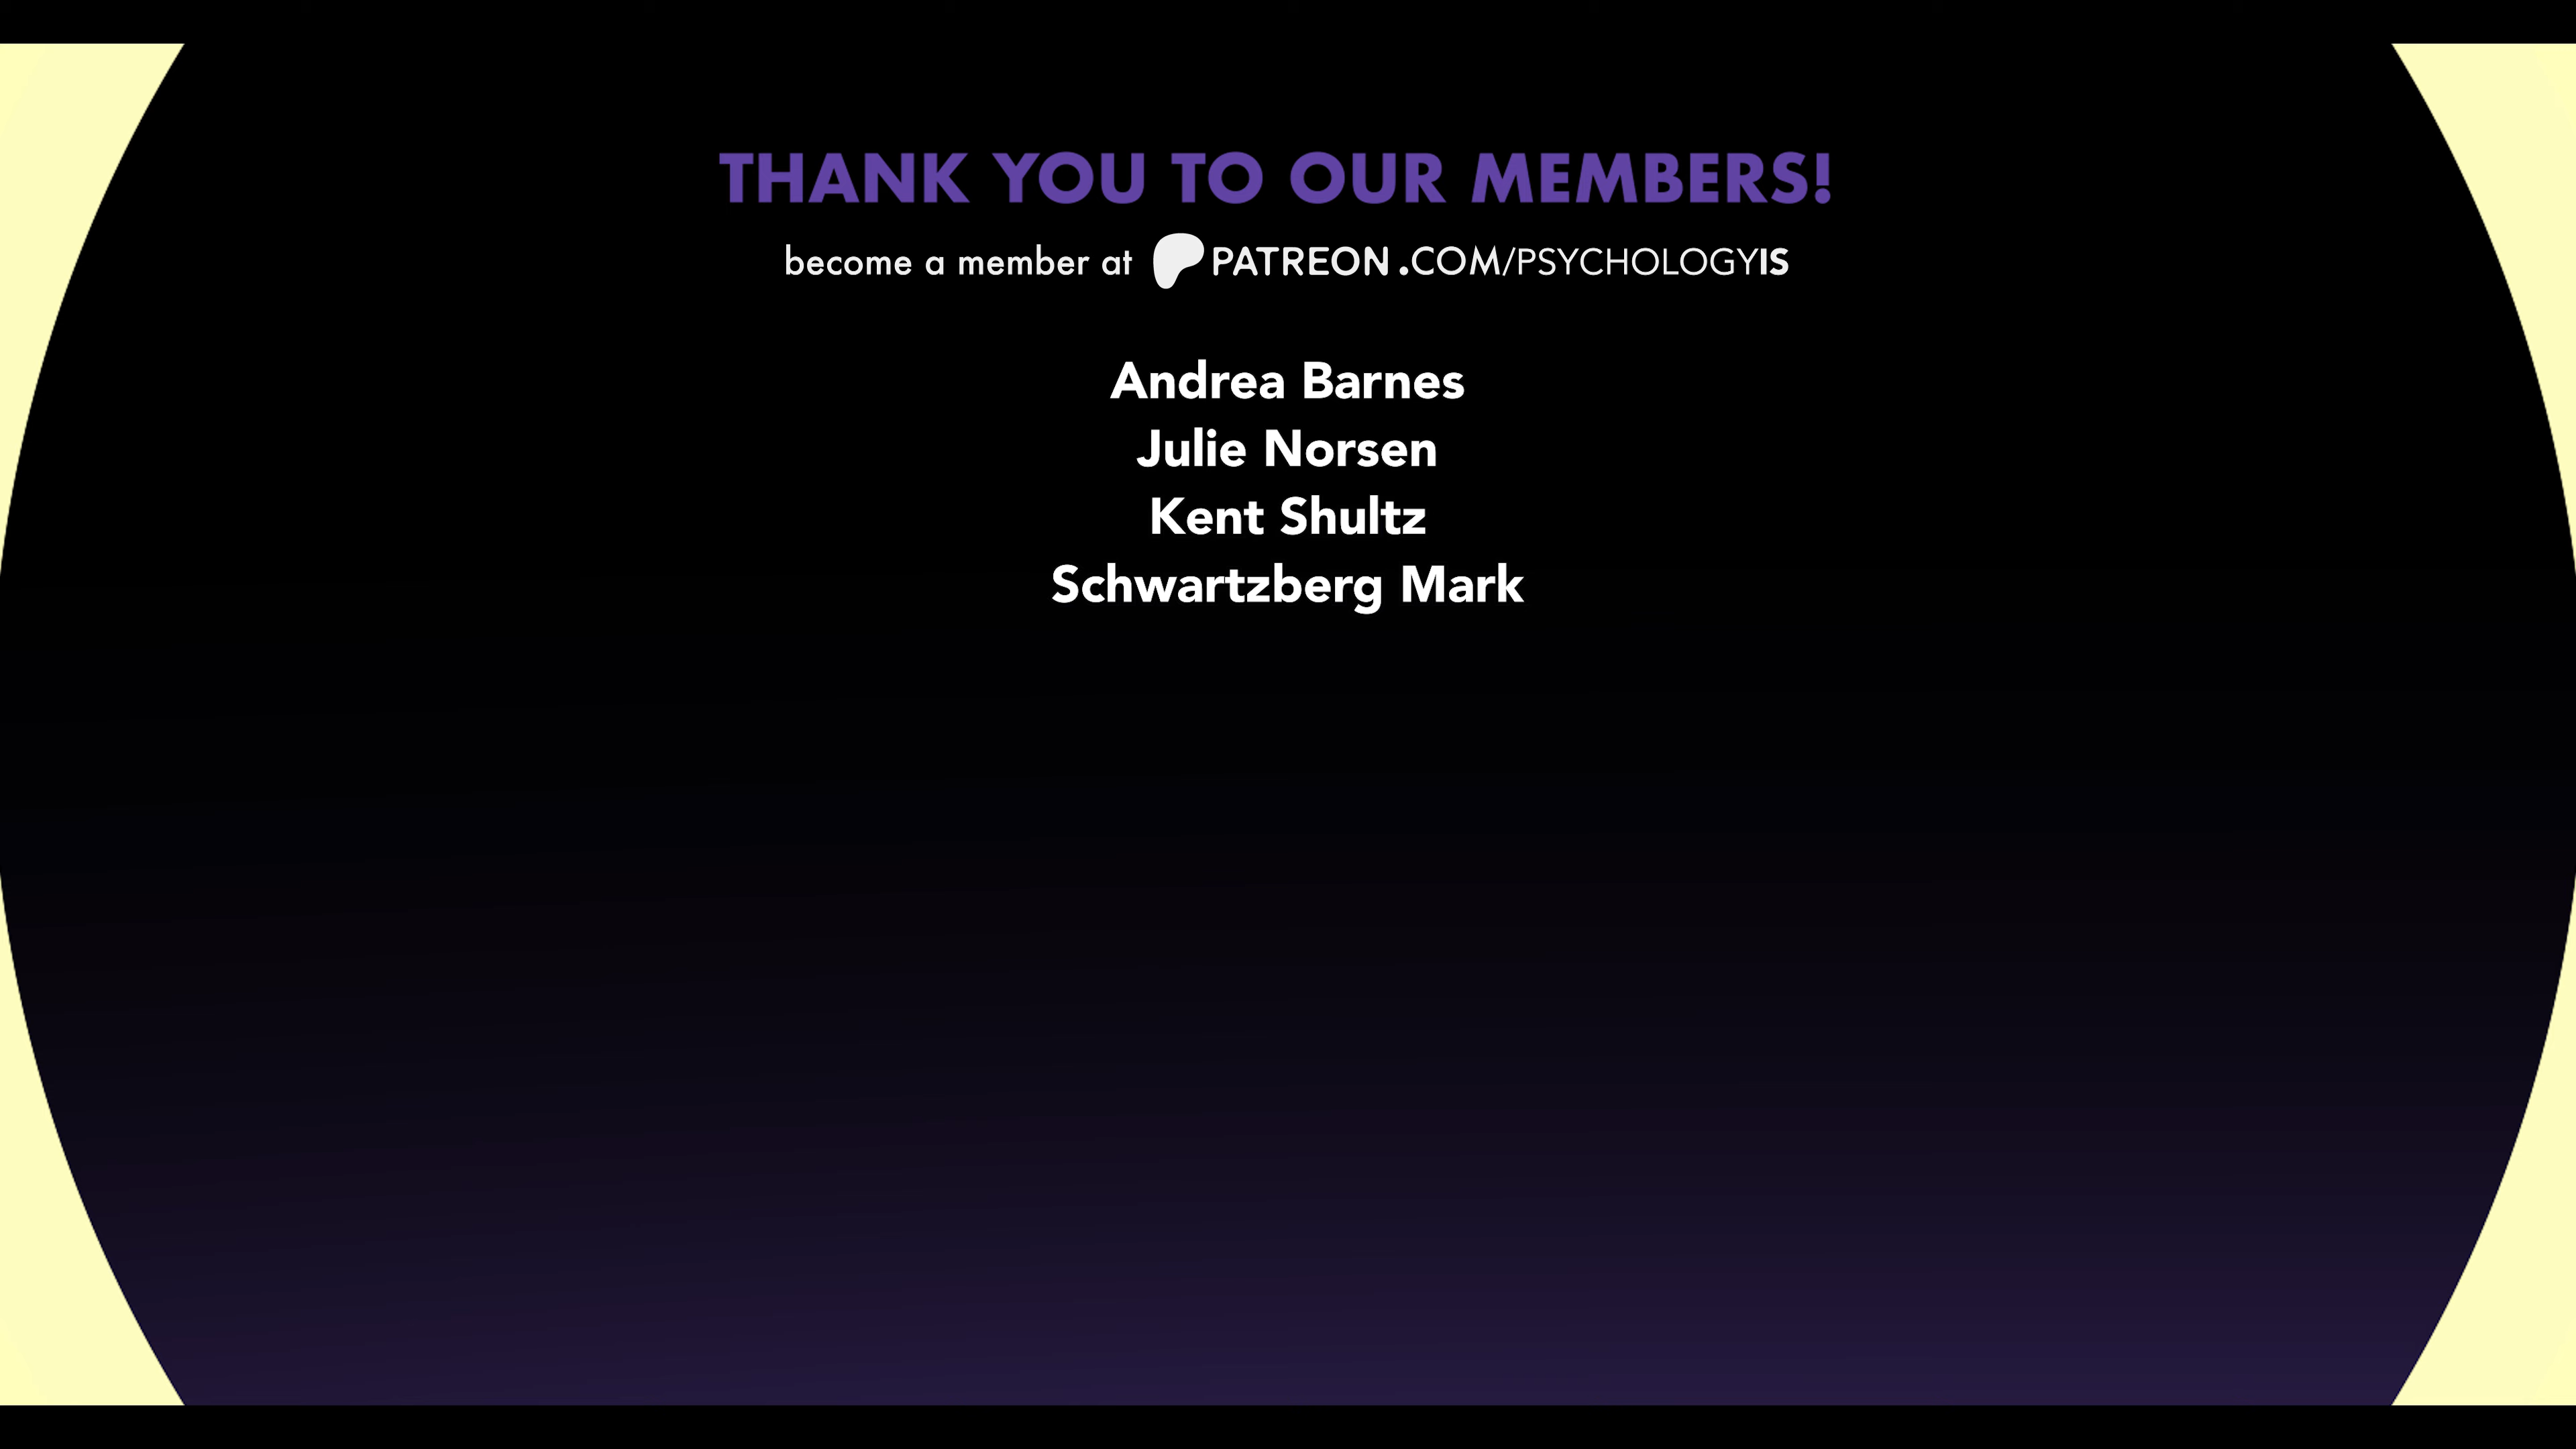 THANK YOU TO OUR MEMBERS!
become a member at PATREON.COM/PSYCHOLOGYIS
Andrea Barnes
Julie Norsen
Kent Shultz
Schwartzberg Mark